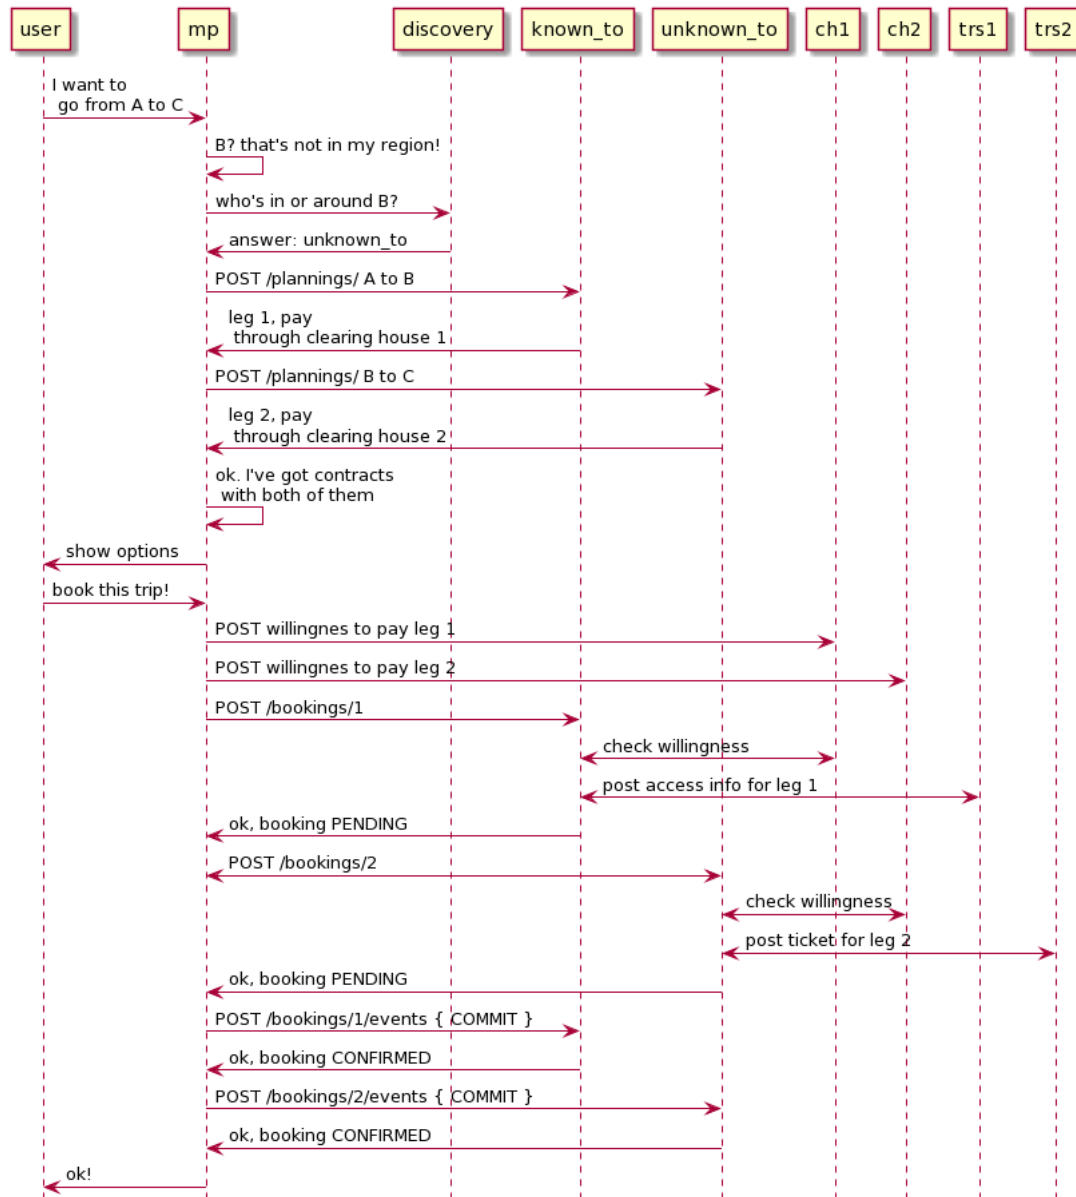 user mp discovery known_to unknown_to ch1 ch2 trs1 trs2
I want to
go from A to C
B? that's not in my region!
who's in or around B?
answer: unknown_to
POST /plannings/ A to B
leg 1, pay
through clearing house 1
POST /plannings/ B to C
leg 2, pay
through clearing house 2
ok. I've got contracts
with both of them
show options
book this trip!
POST willingnes to pay leg 1
POST willingnes to pay leg 2
POST /bookings/1
check willingness
post access info for leg 1
ok, booking PENDING
POST /bookings/2
check willingness
post ticket for leg 2
ok, booking PENDING
POST /bookings/1/events { COMMIT }
ok, booking CONFIRMED
POST /bookings/2/events { COMMIT }
ok, booking CONFIRMED
ok!